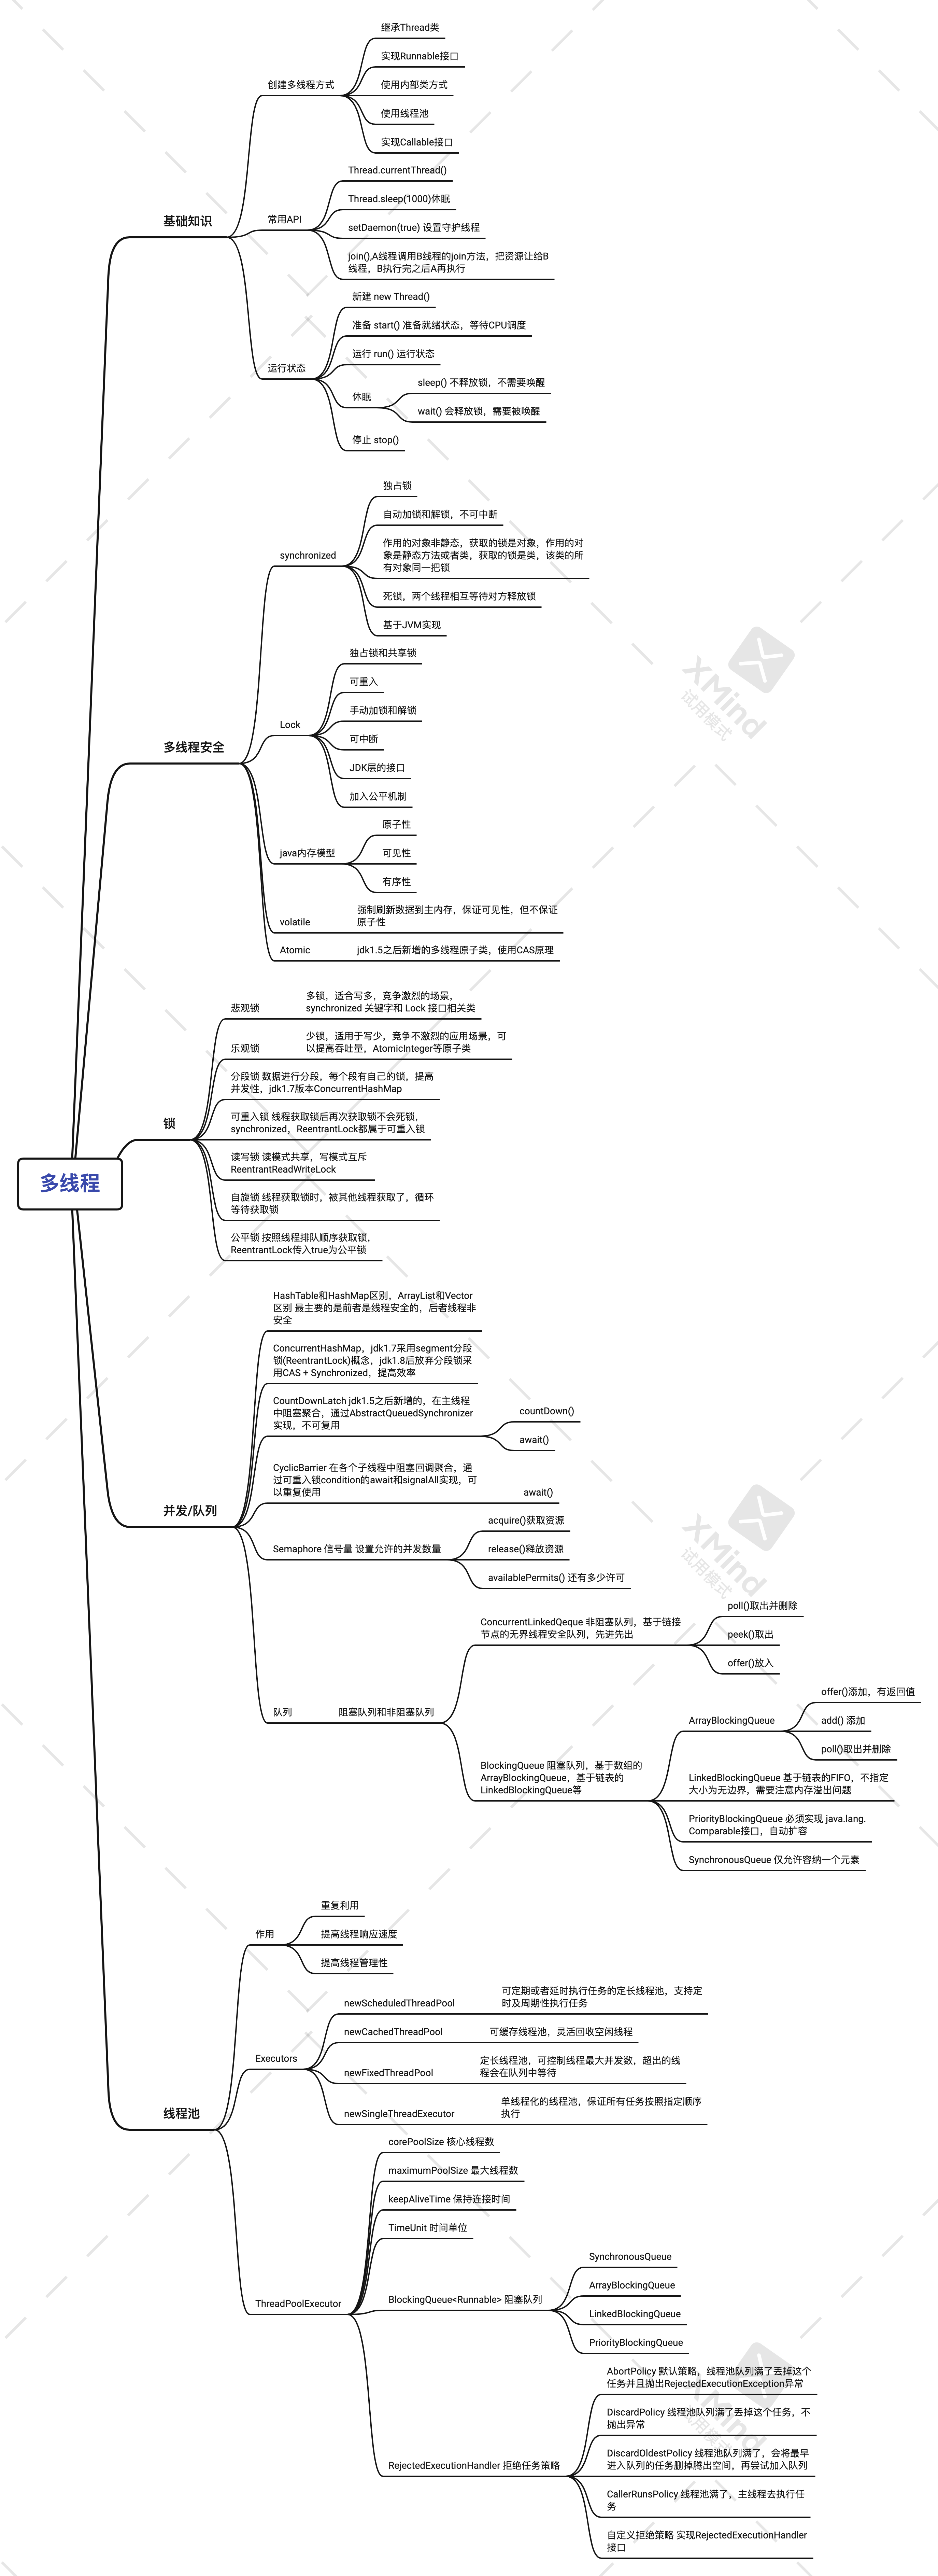 多线程
基础知识
创建多线程方式
继承Thread类
实现Runnable接口
使用内部类方式
使用线程池
实现Callable接口
常用API
Thread.currentThread()
Thread.sleep(1000)休眠
setDaemon(true) 设置守护线程
join(),A线程调用B线程的join方法，把资源让给B
线程，B执行完之后A再执行
运行状态
新建 new Thread()
准备 start() 准备就绪状态，等待CPU调度
运行 run() 运行状态
休眠
sleep() 不释放锁，不需要唤醒
wait() 会释放锁，需要被唤醒
停止 stop()
多线程安全
synchronized
独占锁
自动加锁和解锁，不可中断
作用的对象非静态，获取的锁是对象，作用的对
象是静态方法或者类，获取的锁是类，该类的所
有对象同一把锁
死锁，两个线程相互等待对方释放锁
基于JVM实现
Lock
独占锁和共享锁
可重入
手动加锁和解锁
可中断
JDK层的接口
加入公平机制
java内存模型
原子性
可见性
有序性
volatile
强制刷新数据到主内存，保证可见性，但不保证
原子性
Atomic
jdk1.5之后新增的多线程原子类，使用CAS原理
锁
悲观锁
多锁，适合写多，竞争激烈的场景，
synchronized 关键字和 Lock 接口相关类
乐观锁
少锁，适用于写少，竞争不激烈的应用场景，可
以提高吞吐量，AtomicInteger等原子类
分段锁 数据进行分段，每个段有自己的锁，提高
并发性，jdk1.7版本ConcurrentHashMap
可重入锁 线程获取锁后再次获取锁不会死锁，
synchronized，ReentrantLock都属于可重入锁
读写锁 读模式共享，写模式互斥
ReentrantReadWriteLock
自旋锁 线程获取锁时，被其他线程获取了，循环
等待获取锁
公平锁 按照线程排队顺序获取锁，
ReentrantLock传入true为公平锁
并发/队列
HashTable和HashMap区别，ArrayList和Vector
区别 最主要的是前者是线程安全的，后者线程非
安全
ConcurrentHashMap，jdk1.7采用segment分段
锁(ReentrantLock)概念，jdk1.8后放弃分段锁采
用CAS + Synchronized，提高效率
CountDownLatch jdk1.5之后新增的，在主线程
中阻塞聚合，通过AbstractQueuedSynchronizer
实现，不可复用
countDown()
await()
CyclicBarrier 在各个子线程中阻塞回调聚合，通
过可重入锁condition的await和signalAll实现，可
以重复使用
await()
Semaphore 信号量 设置允许的并发数量
acquire()获取资源
release()释放资源
availablePermits() 还有多少许可
队列
阻塞队列和非阻塞队列
ConcurrentLinkedQeque 非阻塞队列，基于链接
节点的无界线程安全队列，先进先出
poll()取出并删除
peek()取出
offer()放入
BlockingQueue 阻塞队列，基于数组的
ArrayBlockingQueue，基于链表的
LinkedBlockingQueue等
ArrayBlockingQueue
offer()添加，有返回值
add() 添加
poll()取出并删除
LinkedBlockingQueue 基于链表的FIFO，不指定
大小为无边界，需要注意内存溢出问题
PriorityBlockingQueue 必须实现 java.lang.
Comparable接口，自动扩容
SynchronousQueue 仅允许容纳一个元素
线程池
作用
重复利用
提高线程响应速度
提高线程管理性
Executors
newScheduledThreadPool
可定期或者延时执行任务的定长线程池，支持定
时及周期性执行任务
newCachedThreadPool
可缓存线程池，灵活回收空闲线程
newFixedThreadPool
定长线程池，可控制线程最大并发数，超出的线
程会在队列中等待
newSingleThreadExecutor
单线程化的线程池，保证所有任务按照指定顺序
执行
ThreadPoolExecutor
corePoolSize 核心线程数
maximumPoolSize 最大线程数
keepAliveTime 保持连接时间
TimeUnit 时间单位
BlockingQueue<Runnable> 阻塞队列
SynchronousQueue
ArrayBlockingQueue
LinkedBlockingQueue
PriorityBlockingQueue
RejectedExecutionHandler 拒绝任务策略
AbortPolicy 默认策略，线程池队列满了丢掉这个
任务并且抛出RejectedExecutionException异常
DiscardPolicy 线程池队列满了丢掉这个任务，不
抛出异常
DiscardOldestPolicy 线程池队列满了，会将最早
进入队列的任务删掉腾出空间，再尝试加入队列
CallerRunsPolicy 线程池满了，主线程去执行任
务
自定义拒绝策略 实现RejectedExecutionHandler
接口
XMind
试用模式
XMind
试用模式
XMind
试用模式